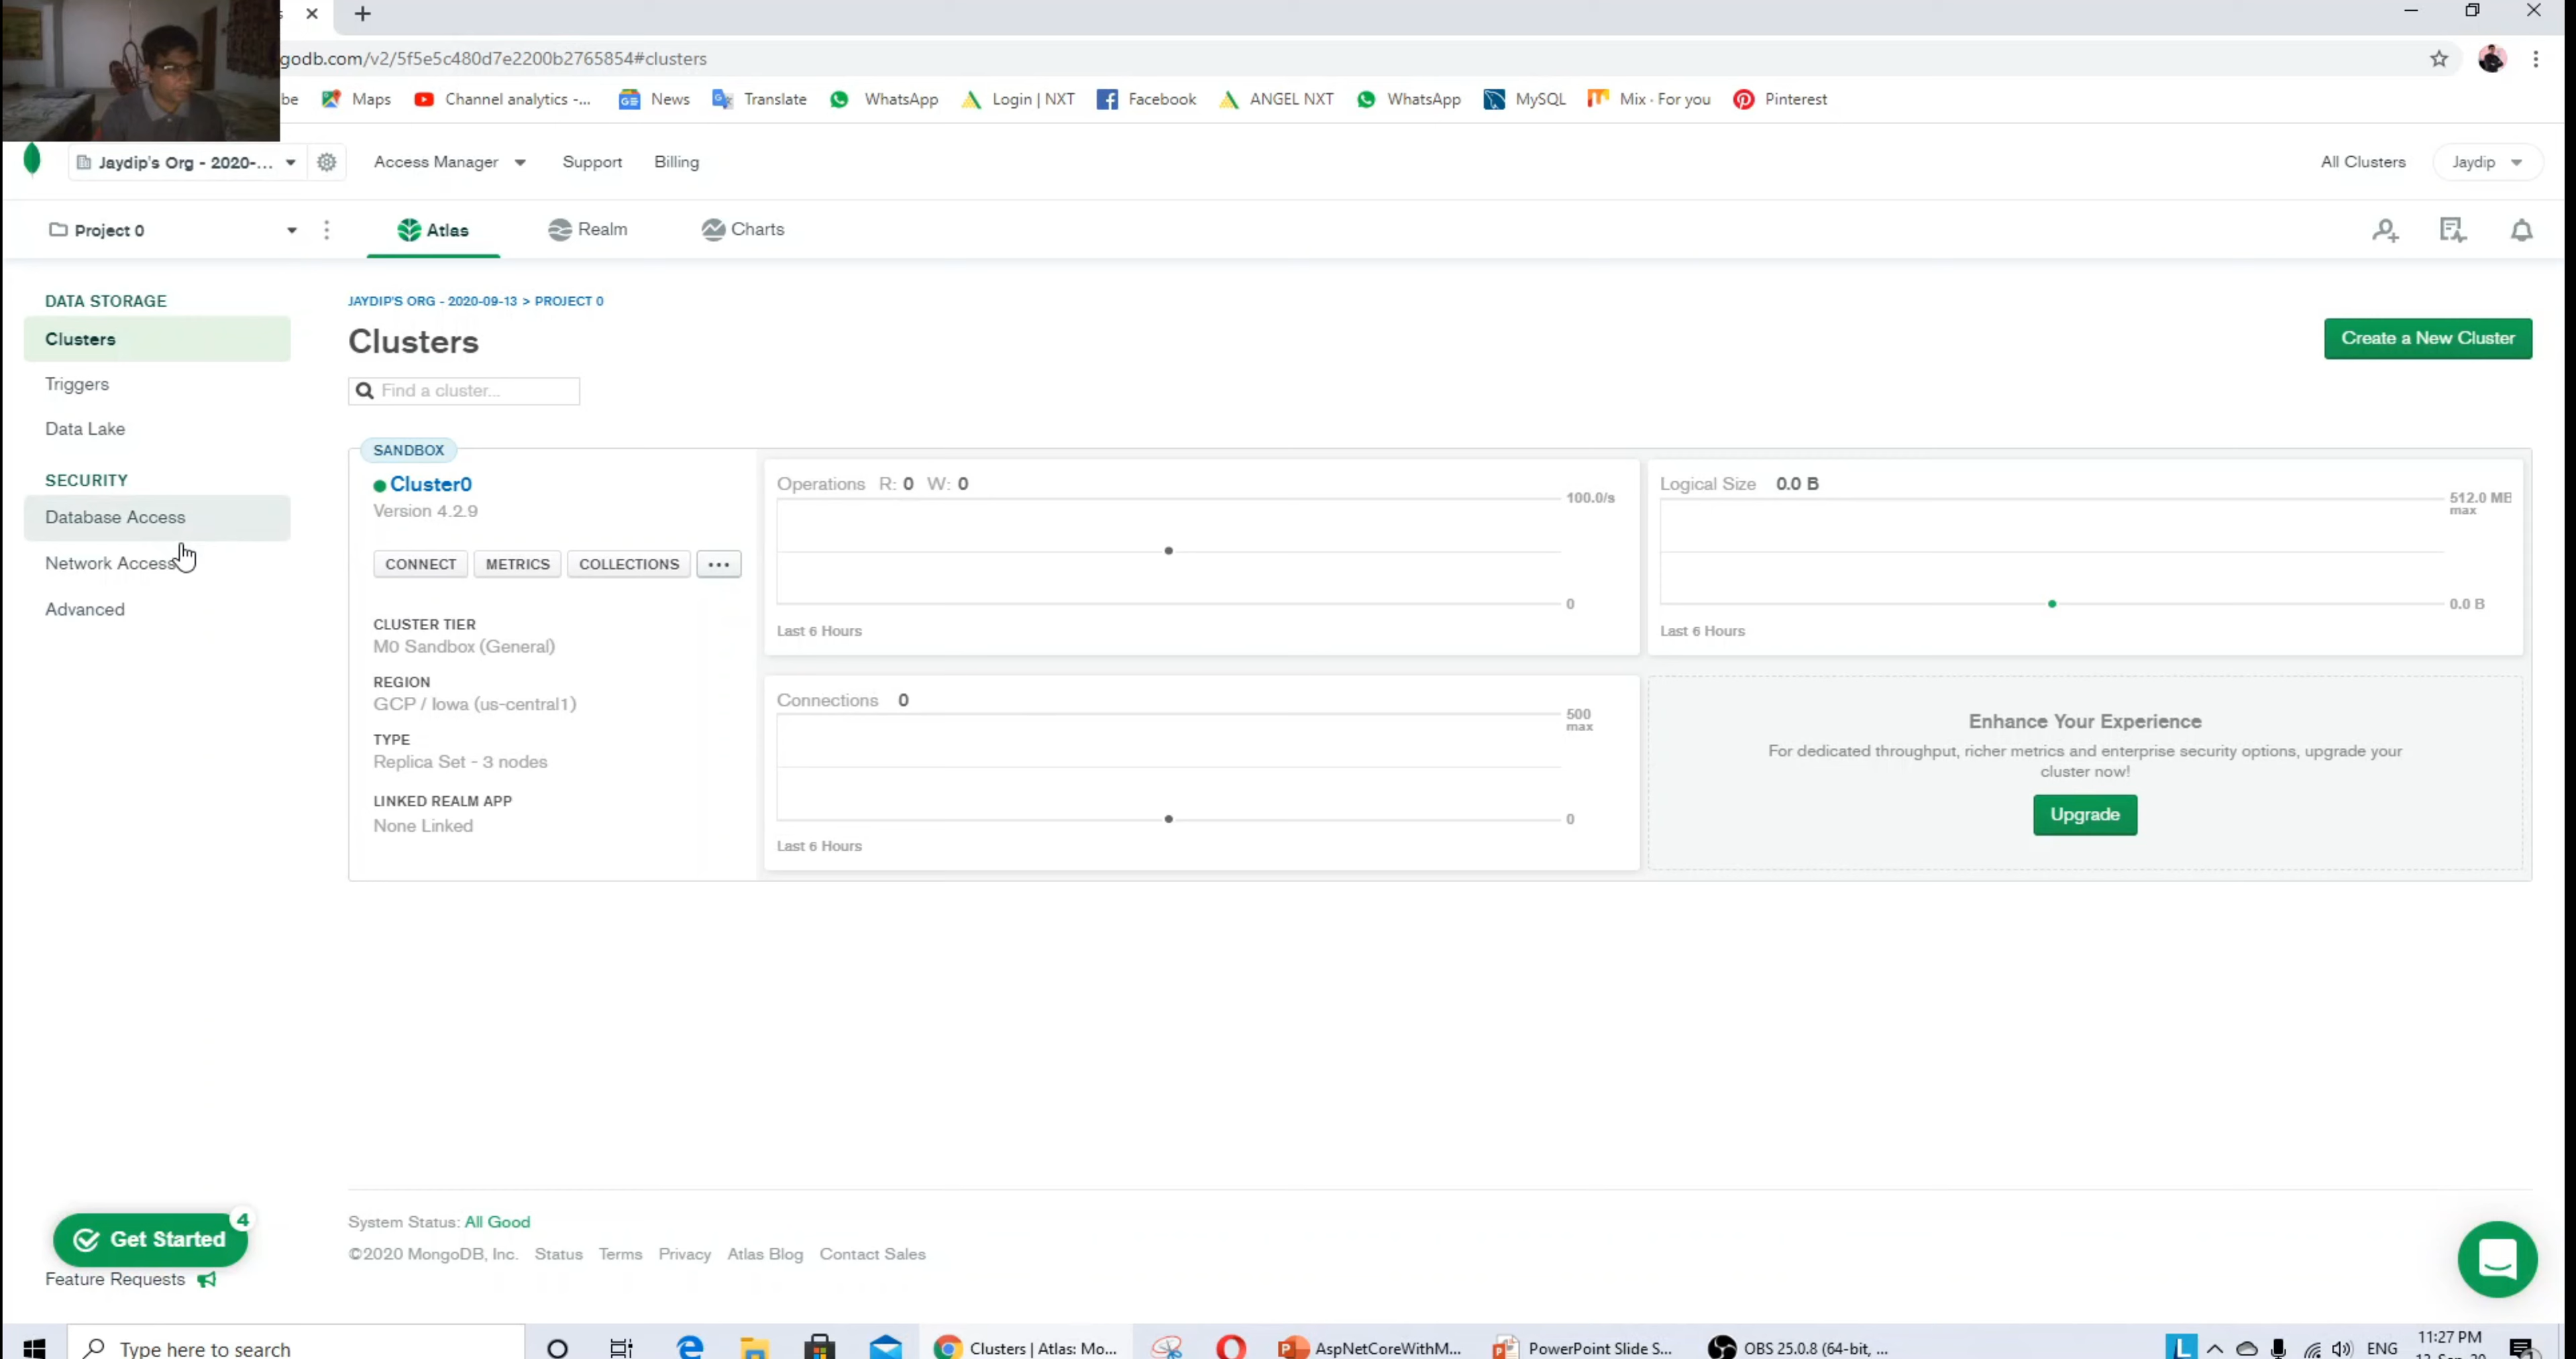 godb.com/v2/5f5e5c480d7e2200b2765854#clusters
be Maps Channel analytics -... News Translate WhatsApp Login | NXT Facebook ANGEL NXT WhatsApp MySQL Mix · For you Pinterest
Jaydip's Org - 2020-... Access Manager Support Billing All Clusters Jaydip
Project 0 Atlas Realm Charts
DATA STORAGE
Clusters
Triggers
Data Lake
SECURITY
Database Access
Network Access
Advanced
JAYDIP'S ORG - 2020-09-13 > PROJECT 0
Clusters
Create a New Cluster
Find a cluster...
SANDBOX
Cluster0
Version 4.2.9
CONNECT METRICS COLLECTIONS ...
CLUSTER TIER
M0 Sandbox (General)
REGION
GCP / Iowa (us-central1)
TYPE
Replica Set - 3 nodes
LINKED REALM APP
None Linked
Operations R: 0 W: 0
100.0/s
0
Last 6 Hours
Logical Size 0.0 B
512.0 MB
max
0.0 B
Last 6 Hours
Connections 0
500
max
0
Last 6 Hours
Enhance Your Experience
For dedicated throughput, richer metrics and enterprise security options, upgrade your
cluster now!
Upgrade
Get Started 4
Feature Requests
System Status: All Good
©2020 MongoDB, Inc. Status Terms Privacy Atlas Blog Contact Sales
Type here to search
Clusters | Atlas: Mo...
AspNetCoreWithM...
PowerPoint Slide S...
OBS 25.0.8 (64-bit, ...
ENG
11:27 PM